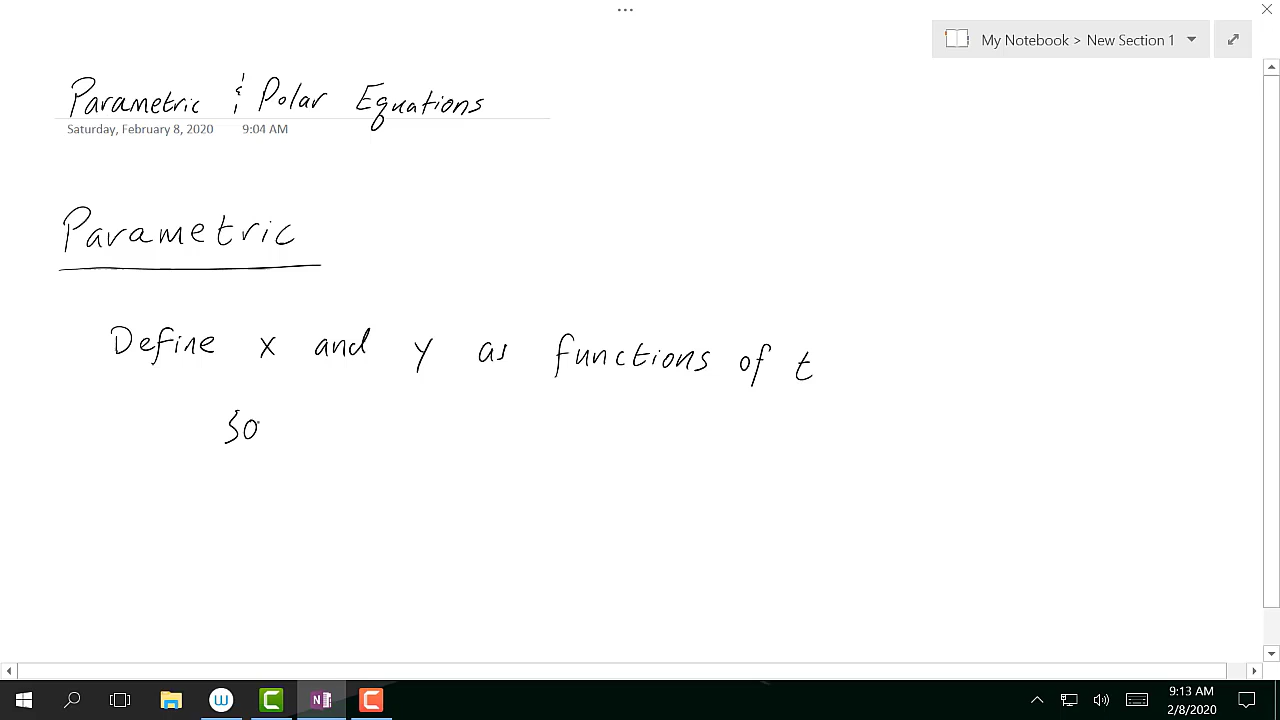 ...
My Notebook > New Section 1
Parametric & Polar Equations
Saturday, February 8, 2020 9:04 AM
Parametric
Define x and y as functions of t
so
W
C
N
C
9:13 AM
2/8/2020